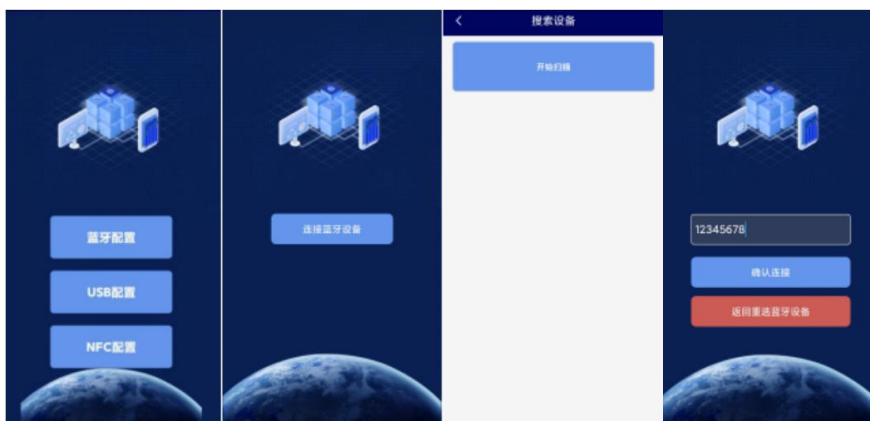 蓝牙配置
USB配置
NFC配置
连接蓝牙设备
搜索设备
开始扫描
12345678
确认连接
返回重选蓝牙设备